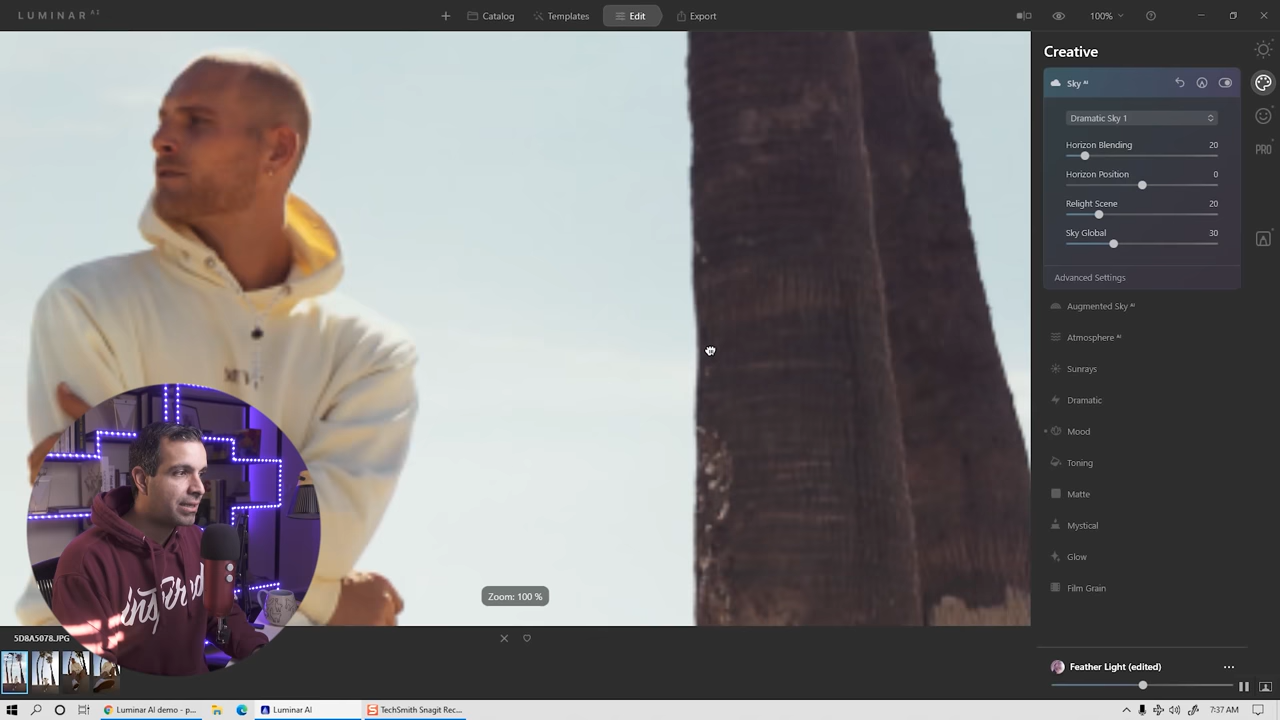 LUMINAR AI
Catalog
Templates
Edit
Export
100%
Creative
Sky AI
Dramatic Sky 1
Horizon Blending 20
Horizon Position 0
Relight Scene 20
Sky Global 30
Advanced Settings
Augmented Sky AI
Atmosphere AI
Sunrays
Dramatic
Mood
Toning
Matte
Mystical
Glow
Film Grain
PRO
Zoom: 100 %
5D8A5078.JPG
Feather Light (edited)
Luminar AI demo - p...
Luminar AI
TechSmith Snagit Rec...
7:37 AM